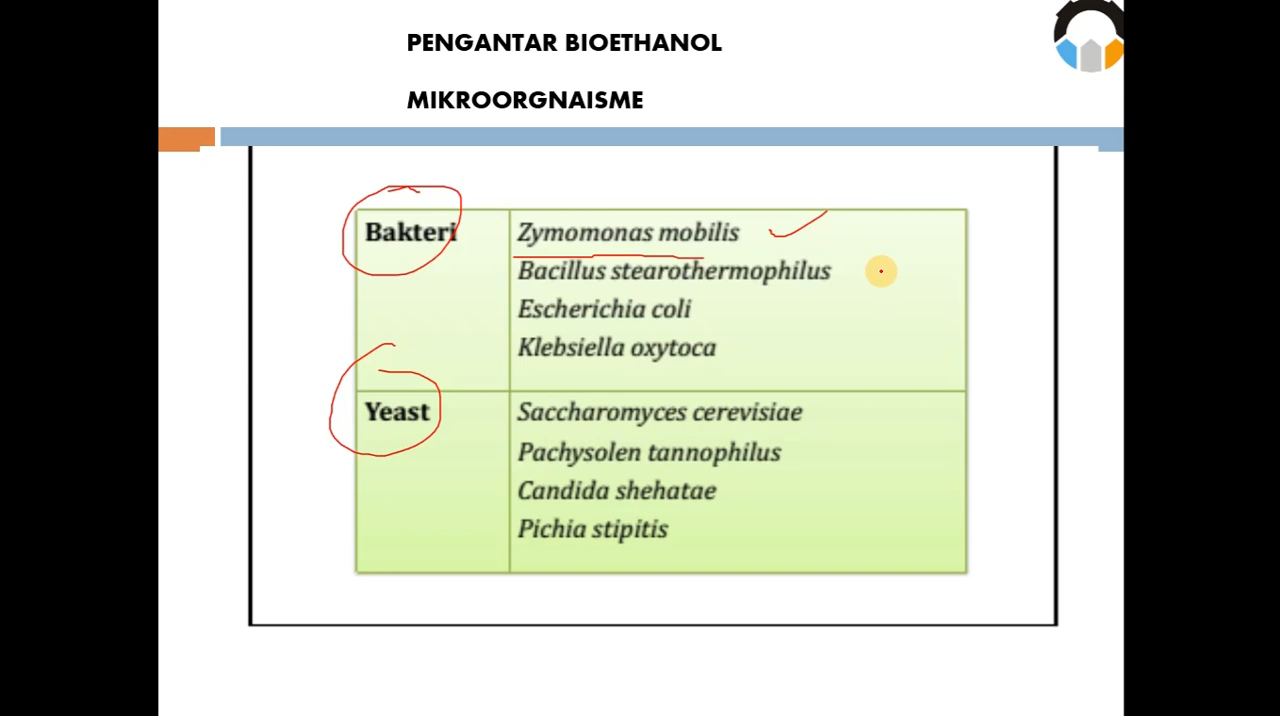 PENGANTAR BIOETHANOL
MIKROORGNAISME
Bakteri
Zymomonas mobilis
Bacillus stearothermophilus
Escherichia coli
Klebsiella oxytoca
Yeast
Saccharomyces cerevisiae
Pachysolen tannophilus
Candida shehatae
Pichia stipitis